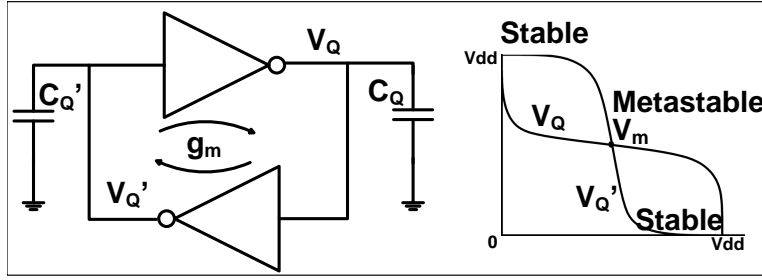 V_Q
C_Q'
C_Q
g_m
V_Q'
Stable
Vdd
Metastable
V_Q
V_m
V_Q'
Stable
0
Vdd